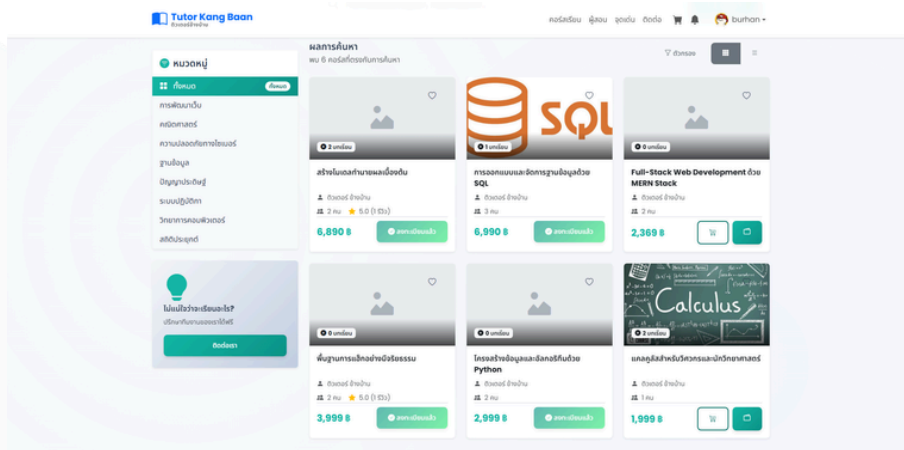 Tutor Kang Baan
ติวเตอร์ข้างบ้าน
คอร์สเรียน ผู้สอน จุดเด่น ติดต่อ burhan
หมวดหมู่
ทั้งหมด ทั้งหมด
การพัฒนาเว็บ
คณิตศาสตร์
ความปลอดภัยทางไซเบอร์
ฐานข้อมูล
ปัญญาประดิษฐ์
ระบบปฏิบัติกา
วิทยาการคอมพิวเตอร์
สถิติประยุกต์
ไม่แน่ใจว่าจะเรียนอะไร?
ปรึกษาทีมงานของเราได้ฟรี
ติดต่อเรา
ผลการค้นหา
พบ 6 คอร์สที่ตรงกับการค้นหา
ตัวกรอง
2 บทเรียน
สร้างโมเดลทำนายผลเบื้องต้น
ติวเตอร์ ข้างบ้าน
2 คน 5.0 (1 รีวิว)
6,890 ฿ ลงทะเบียนแล้ว
SQL
1 บทเรียน
การออกแบบและจัดการฐานข้อมูลด้วย
SQL
ติวเตอร์ ข้างบ้าน
3 คน
6,990 ฿ ลงทะเบียนแล้ว
0 บทเรียน
Full-Stack Web Development ด้วย
MERN Stack
ติวเตอร์ ข้างบ้าน
2 คน
2,369 ฿
0 บทเรียน
พื้นฐานการแฮ็กอย่างมีจริยธรรม
ติวเตอร์ ข้างบ้าน
2 คน 5.0 (1 รีวิว)
3,999 ฿ ลงทะเบียนแล้ว
0 บทเรียน
โครงสร้างข้อมูลและอัลกอริทึมด้วย
Python
ติวเตอร์ ข้างบ้าน
2 คน
2,999 ฿ ลงทะเบียนแล้ว
Calculus
2 บทเรียน
แคลคูลัสสำหรับวิศวกรและนักวิทยาศาสตร์
ติวเตอร์ ข้างบ้าน
1 คน
1,999 ฿